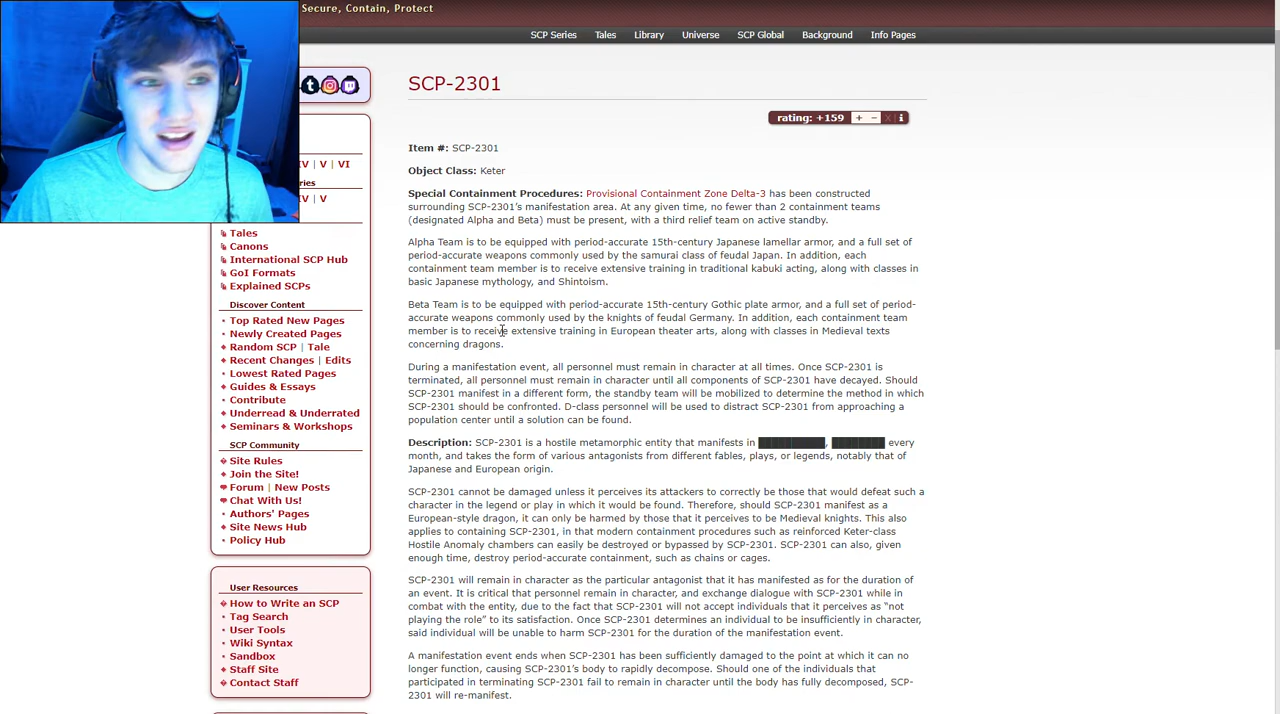 Secure, Contain, Protect
SCP Series Tales Library Universe SCP Global Background Info Pages
IV | V | VI
ries
IV | V
Tales
Canons
International SCP Hub
GoI Formats
Explained SCPs
Discover Content
Top Rated New Pages
Newly Created Pages
Random SCP | Tale
Recent Changes | Edits
Lowest Rated Pages
Guides & Essays
Contribute
Underread & Underrated
Seminars & Workshops
SCP Community
Site Rules
Join the Site!
Forum | New Posts
Chat With Us!
Authors' Pages
Site News Hub
Policy Hub
User Resources
How to Write an SCP
Tag Search
User Tools
Wiki Syntax
Sandbox
Staff Site
Contact Staff
SCP-2301
rating: +159 + − X i
Item #: SCP-2301
Object Class: Keter
Special Containment Procedures: Provisional Containment Zone Delta-3 has been constructed
surrounding SCP-2301's manifestation area. At any given time, no fewer than 2 containment teams
(designated Alpha and Beta) must be present, with a third relief team on active standby.
Alpha Team is to be equipped with period-accurate 15th-century Japanese lamellar armor, and a full set of
period-accurate weapons commonly used by the samurai class of feudal Japan. In addition, each
containment team member is to receive extensive training in traditional kabuki acting, along with classes in
basic Japanese mythology, and Shintoism.
Beta Team is to be equipped with period-accurate 15th-century Gothic plate armor, and a full set of period-
accurate weapons commonly used by the knights of feudal Germany. In addition, each containment team
member is to receive extensive training in European theater arts, along with classes in Medieval texts
concerning dragons.
During a manifestation event, all personnel must remain in character at all times. Once SCP-2301 is
terminated, all personnel must remain in character until all components of SCP-2301 have decayed. Should
SCP-2301 manifest in a different form, the standby team will be mobilized to determine the method in which
SCP-2301 should be confronted. D-class personnel will be used to distract SCP-2301 from approaching a
population center until a solution can be found.
Description: SCP-2301 is a hostile metamorphic entity that manifests in ██████████, ████████ every
month, and takes the form of various antagonists from different fables, plays, or legends, notably that of
Japanese and European origin.
SCP-2301 cannot be damaged unless it perceives its attackers to correctly be those that would defeat such a
character in the legend or play in which it would be found. Therefore, should SCP-2301 manifest as a
European-style dragon, it can only be harmed by those that it perceives to be Medieval knights. This also
applies to containing SCP-2301, in that modern containment procedures such as reinforced Keter-class
Hostile Anomaly chambers can easily be destroyed or bypassed by SCP-2301. SCP-2301 can also, given
enough time, destroy period-accurate containment, such as chains or cages.
SCP-2301 will remain in character as the particular antagonist that it has manifested as for the duration of
an event. It is critical that personnel remain in character, and exchange dialogue with SCP-2301 while in
combat with the entity, due to the fact that SCP-2301 will not accept individuals that it perceives as “not
playing the role” to its satisfaction. Once SCP-2301 determines an individual to be insufficiently in character,
said individual will be unable to harm SCP-2301 for the duration of the manifestation event.
A manifestation event ends when SCP-2301 has been sufficiently damaged to the point at which it can no
longer function, causing SCP-2301's body to rapidly decompose. Should one of the individuals that
participated in terminating SCP-2301 fail to remain in character until the body has fully decomposed, SCP-
2301 will re-manifest.